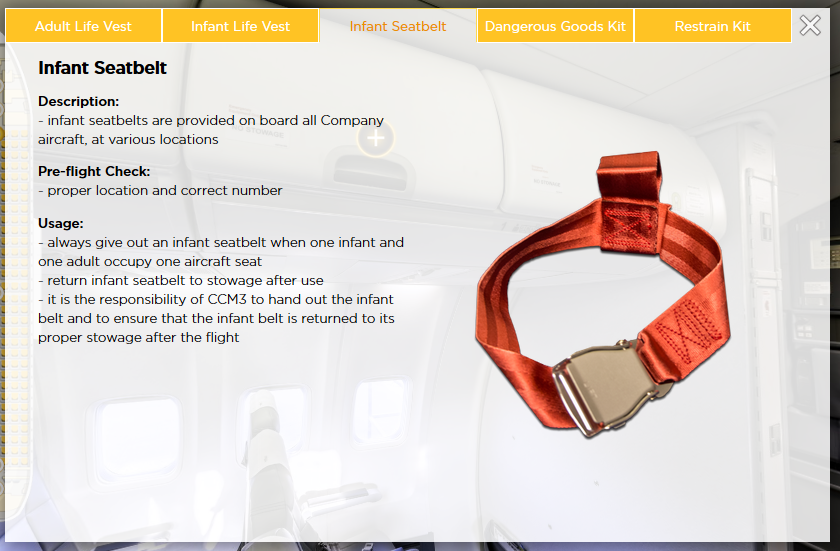 Adult Life Vest
Infant Life Vest
Infant Seatbelt
Dangerous Goods Kit
Restrain Kit
Infant Seatbelt
Description:
- infant seatbelts are provided on board all Company
aircraft, at various locations
Pre-flight Check:
- proper location and correct number
Usage:
- always give out an infant seatbelt when one infant and
one adult occupy one aircraft seat
- return infant seatbelt to stowage after use
- it is the responsibility of CCM3 to hand out the infant
belt and to ensure that the infant belt is returned to its
proper stowage after the flight